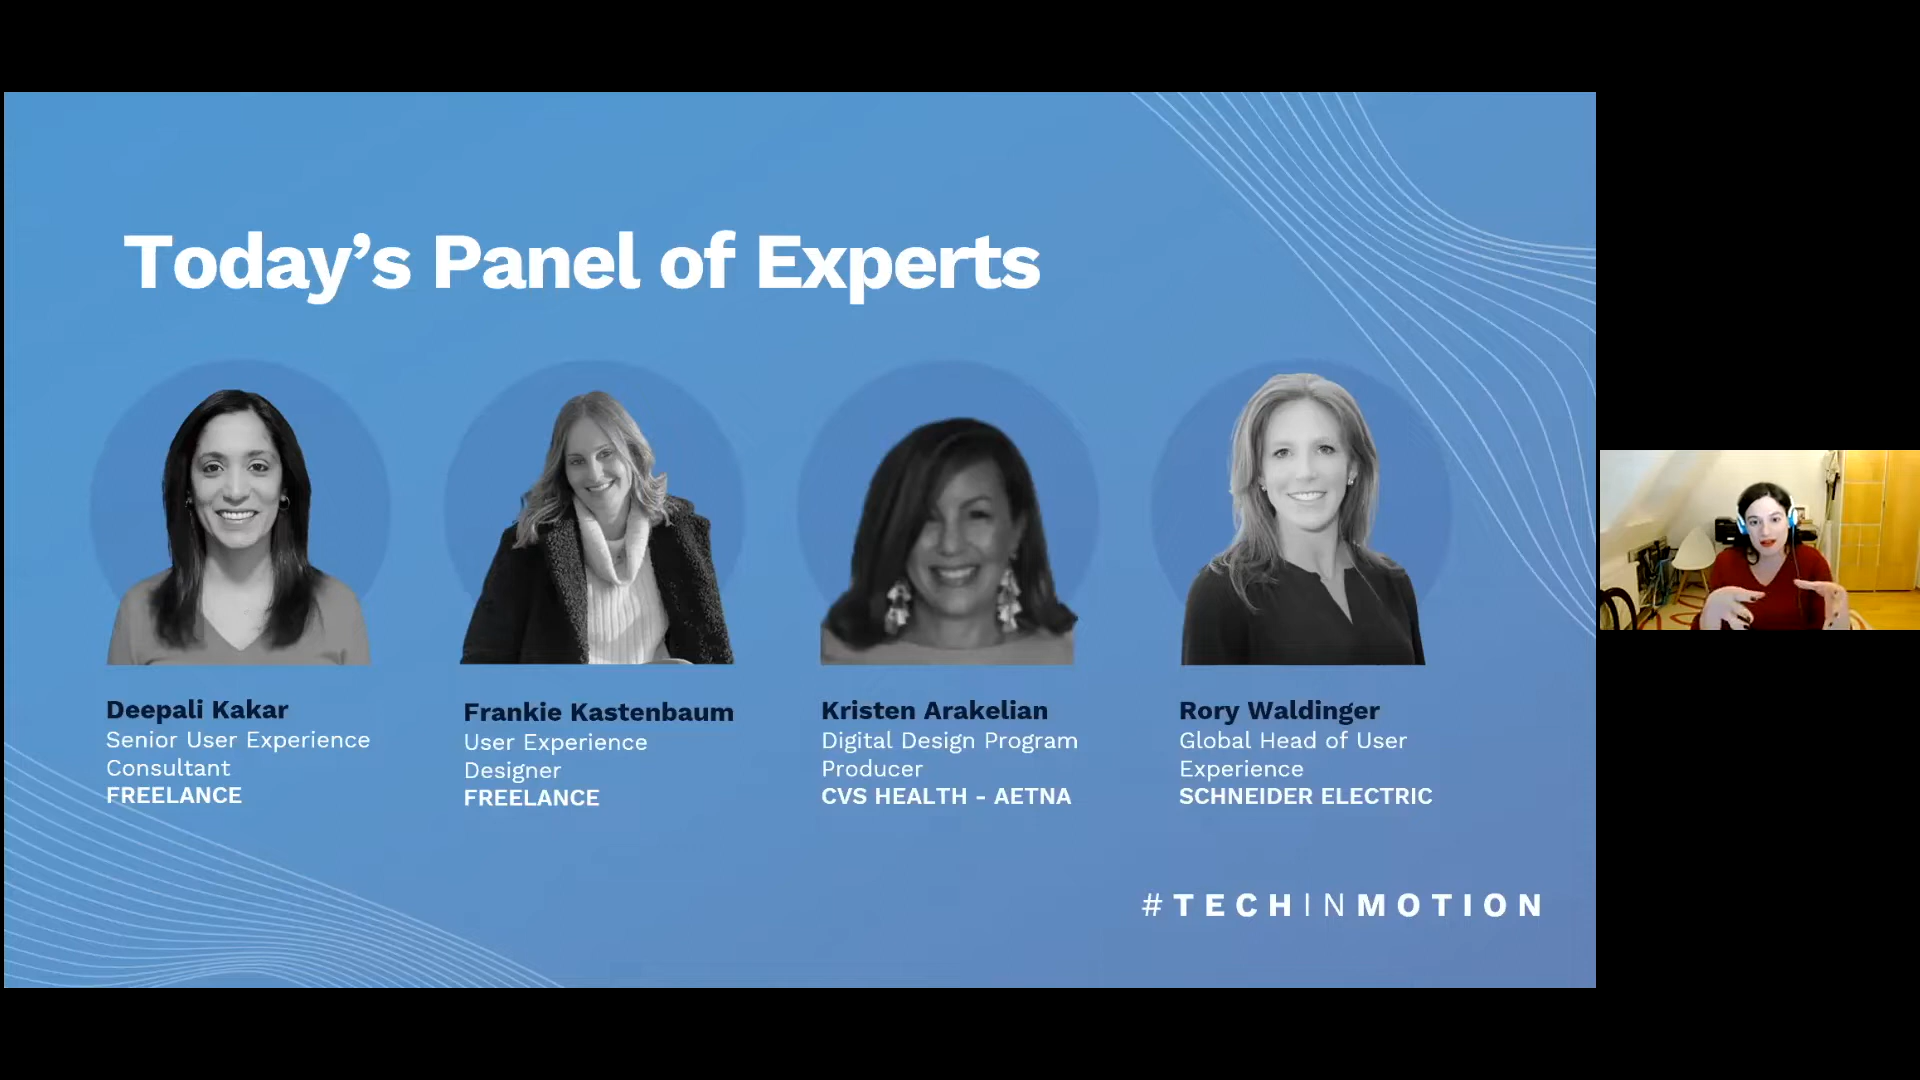 Today's Panel of Experts
Deepali Kakar
Senior User Experience
Consultant
FREELANCE
Frankie Kastenbaum
User Experience
Designer
FREELANCE
Kristen Arakelian
Digital Design Program
Producer
CVS HEALTH - AETNA
Rory Waldinger
Global Head of User
Experience
SCHNEIDER ELECTRIC
#TECHINMOTION